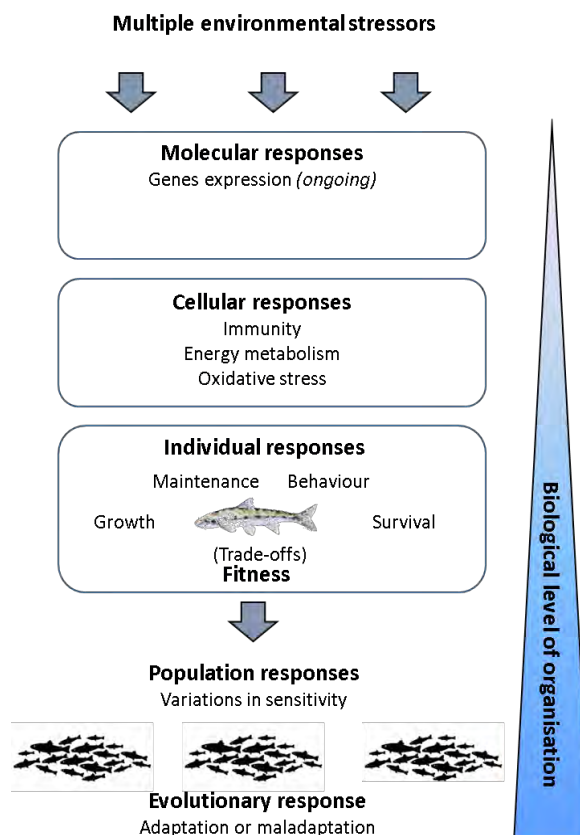 Multiple environmental stressors
Molecular responses
Genes expression (ongoing)
Cellular responses
Immunity
Energy metabolism
Oxidative stress
Individual responses
Maintenance Behaviour
Growth Survival
(Trade-offs)
Fitness
Population responses
Variations in sensitivity
Evolutionary response
Adaptation or maladaptation
Biological level of organisation